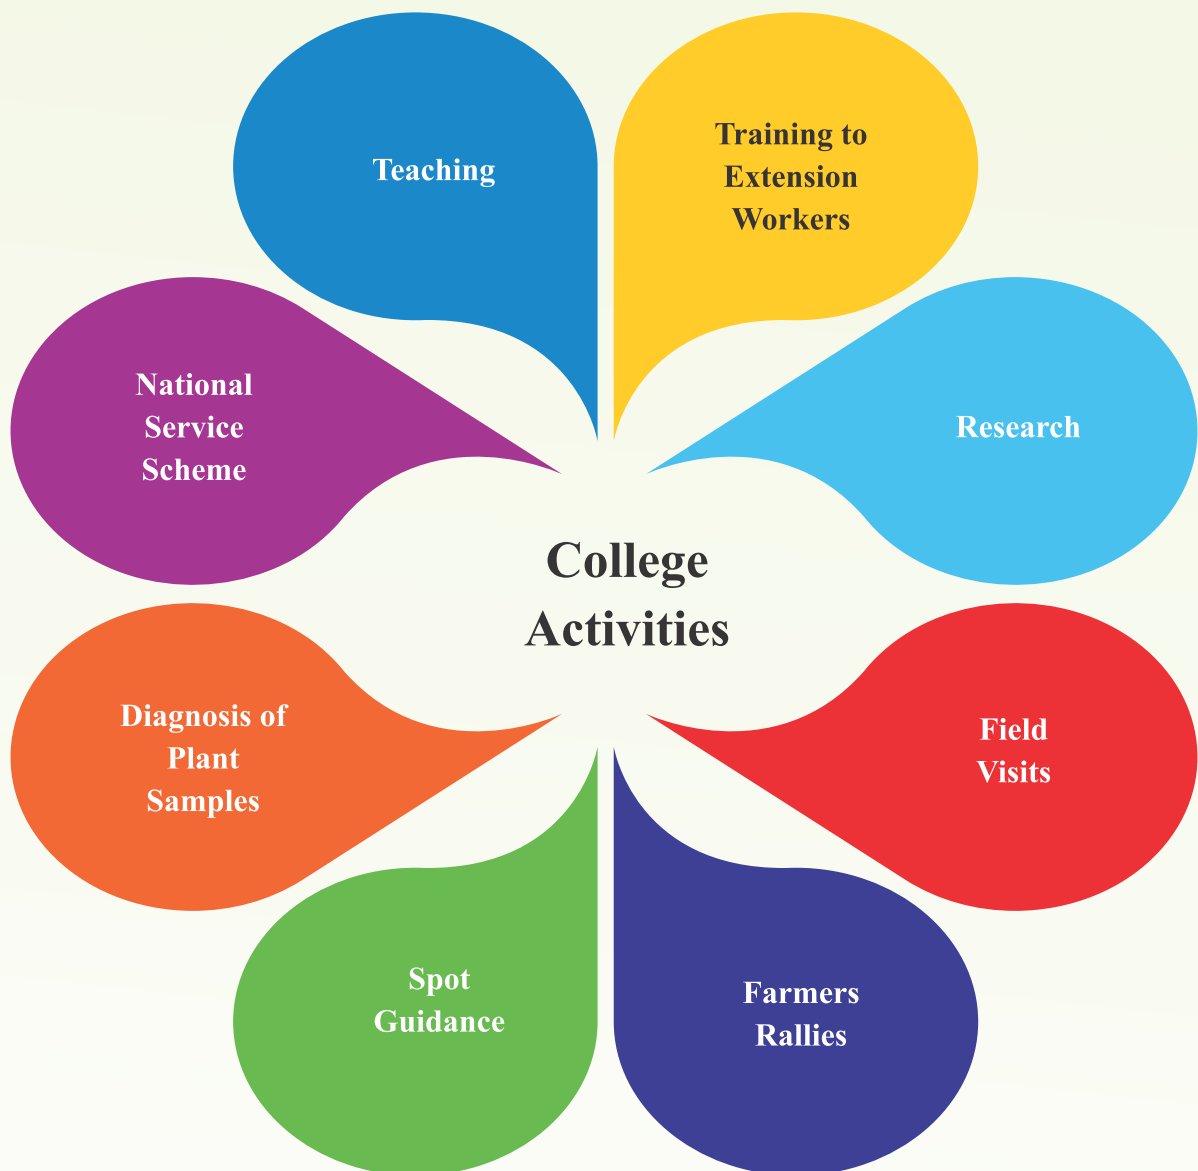 Teaching
Training to
Extension
Workers
National
Service
Scheme
Research
College
Activities
Diagnosis of
Plant
Samples
Field
Visits
Spot
Guidance
Farmers
Rallies